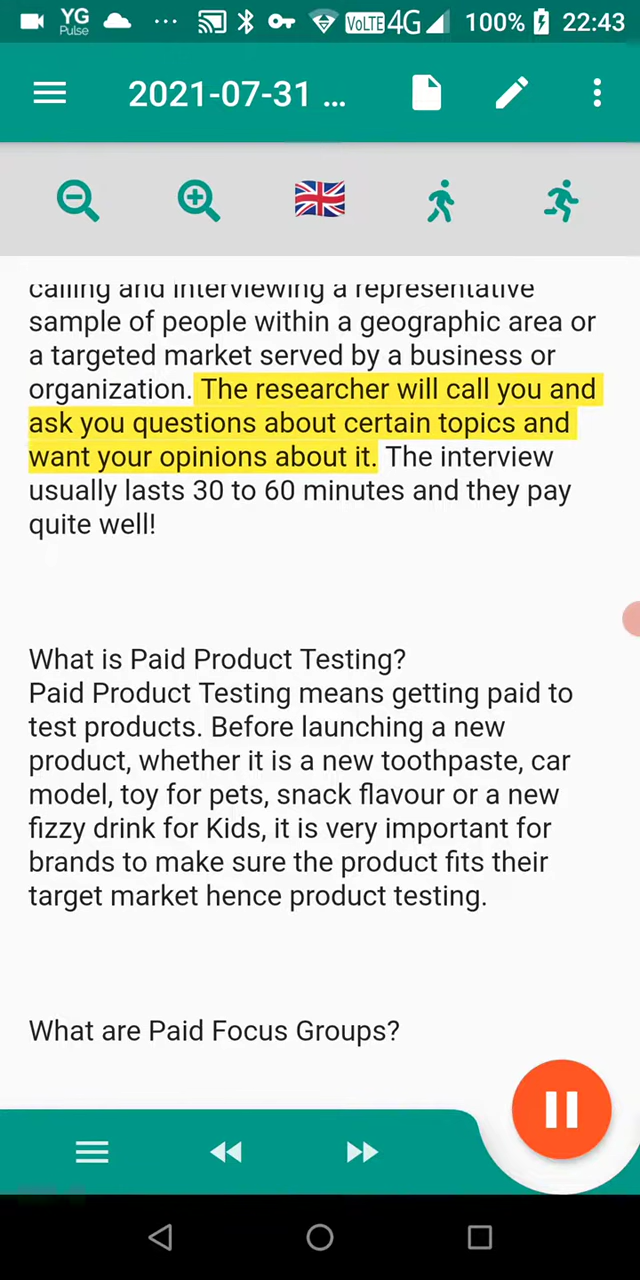 YG
Pulse
VoLTE 4G 100% 22:43
2021-07-31 ...
calling and interviewing a representative
sample of people within a geographic area or
a targeted market served by a business or
organization. The researcher will call you and
ask you questions about certain topics and
want your opinions about it. The interview
usually lasts 30 to 60 minutes and they pay
quite well!
What is Paid Product Testing?
Paid Product Testing means getting paid to
test products. Before launching a new
product, whether it is a new toothpaste, car
model, toy for pets, snack flavour or a new
fizzy drink for Kids, it is very important for
brands to make sure the product fits their
target market hence product testing.
What are Paid Focus Groups?